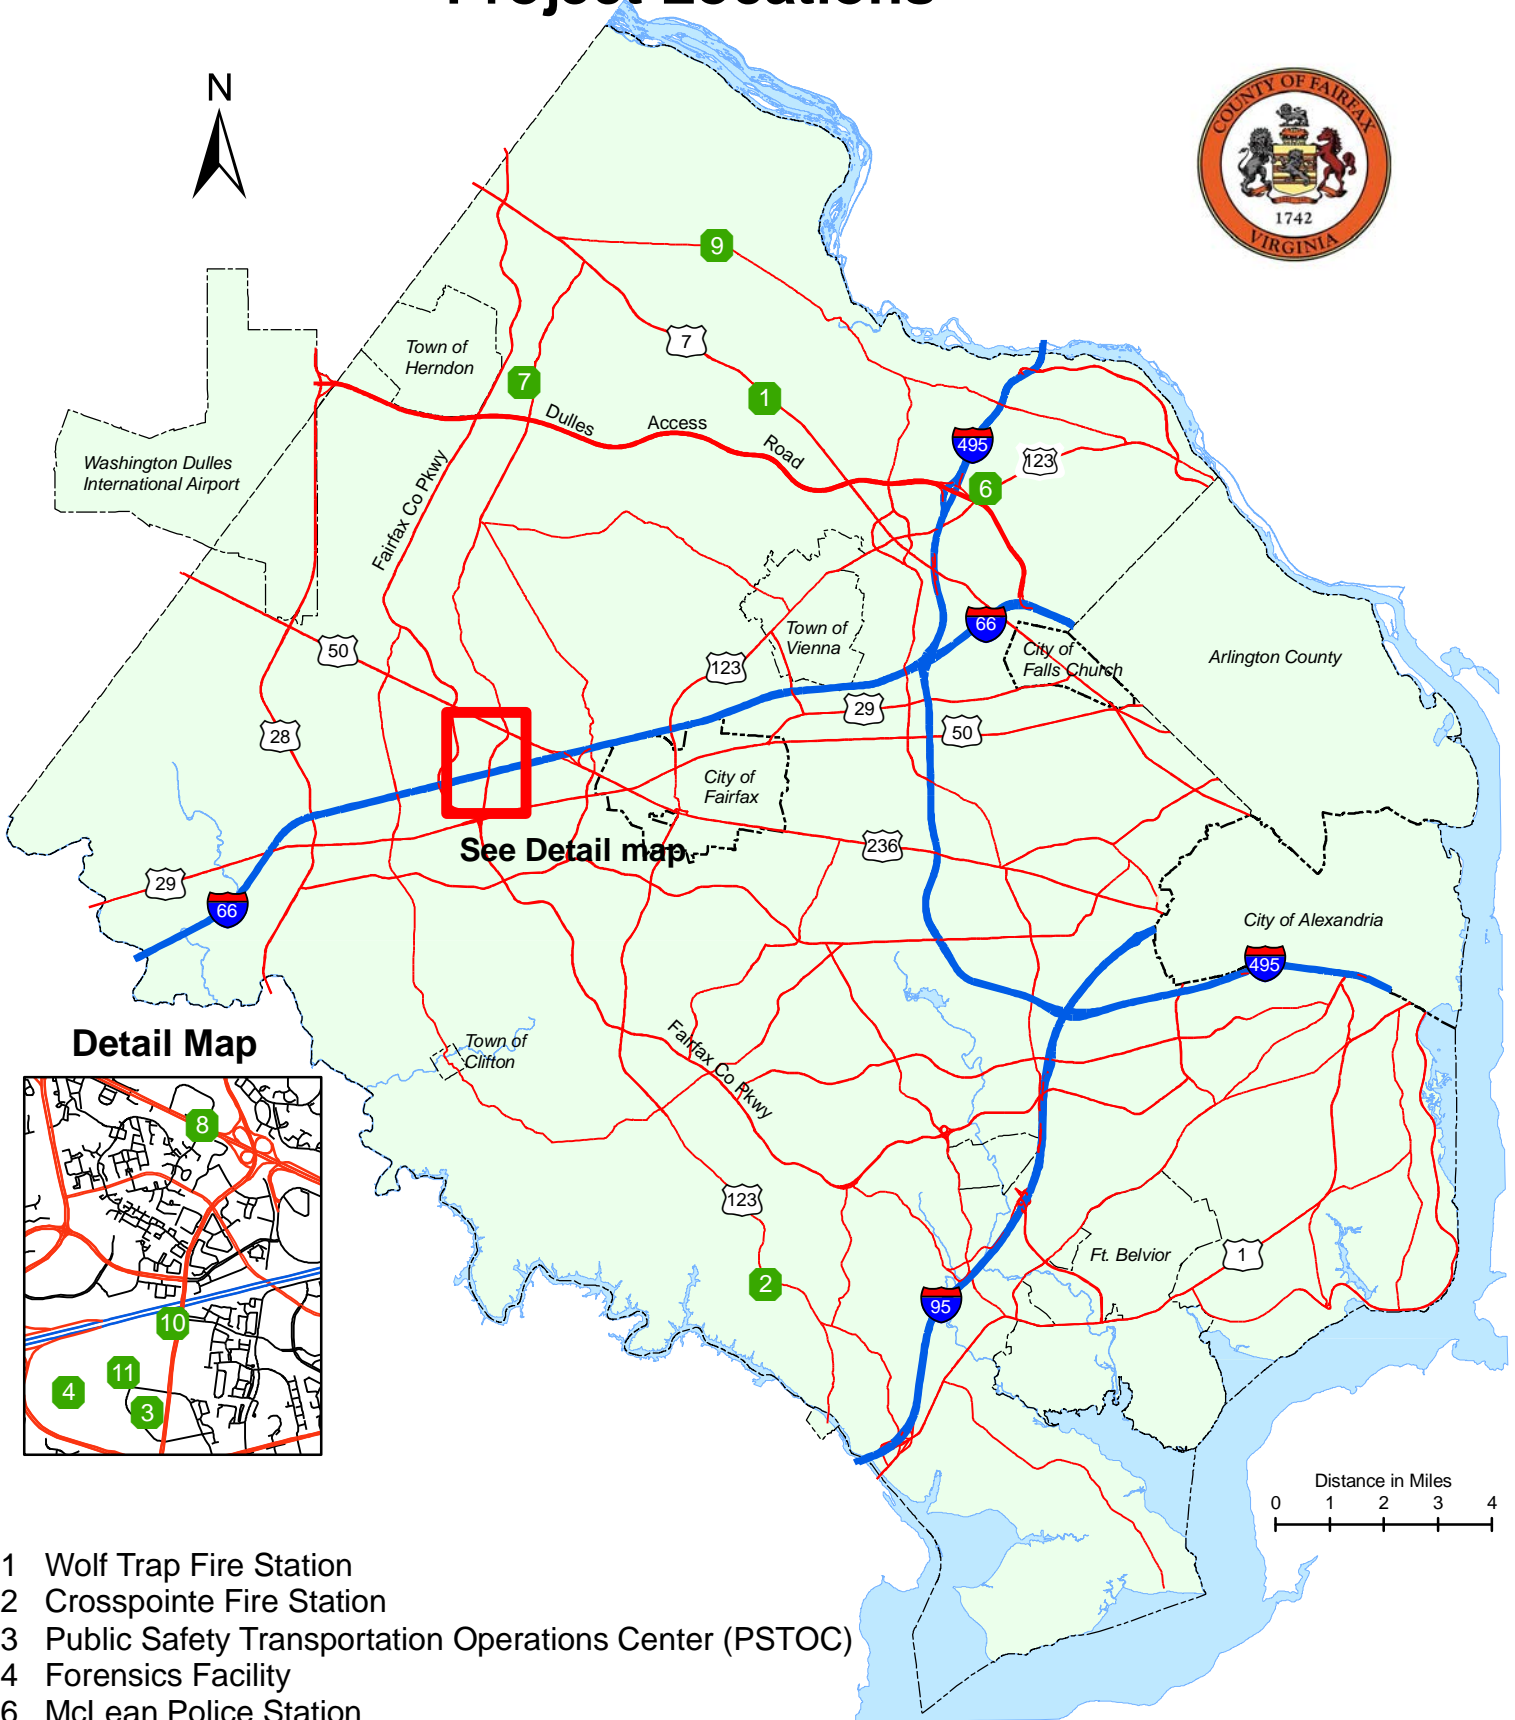 Project Locations
N
COUNTY OF FAIRFAX
1742
VIRGINIA
9
7
Town of
Herndon
7
1
Dulles Access Road
495
123
6
Washington Dulles
International Airport
Fairfax Co Pkwy
50
Town of
Vienna
66
City of
Falls Church
Arlington County
123
29
28
50
City of
Fairfax
See Detail map
236
29
66
City of Alexandria
495
Detail Map
Town of
Clifton
Fairfax Co Pkwy
8
123
Ft. Belvior
1
2
95
10
11
4
3
Distance in Miles
0 1 2 3 4
1 Wolf Trap Fire Station
2 Crosspointe Fire Station
3 Public Safety Transportation Operations Center (PSTOC)
4 Forensics Facility
6 McLean Police Station